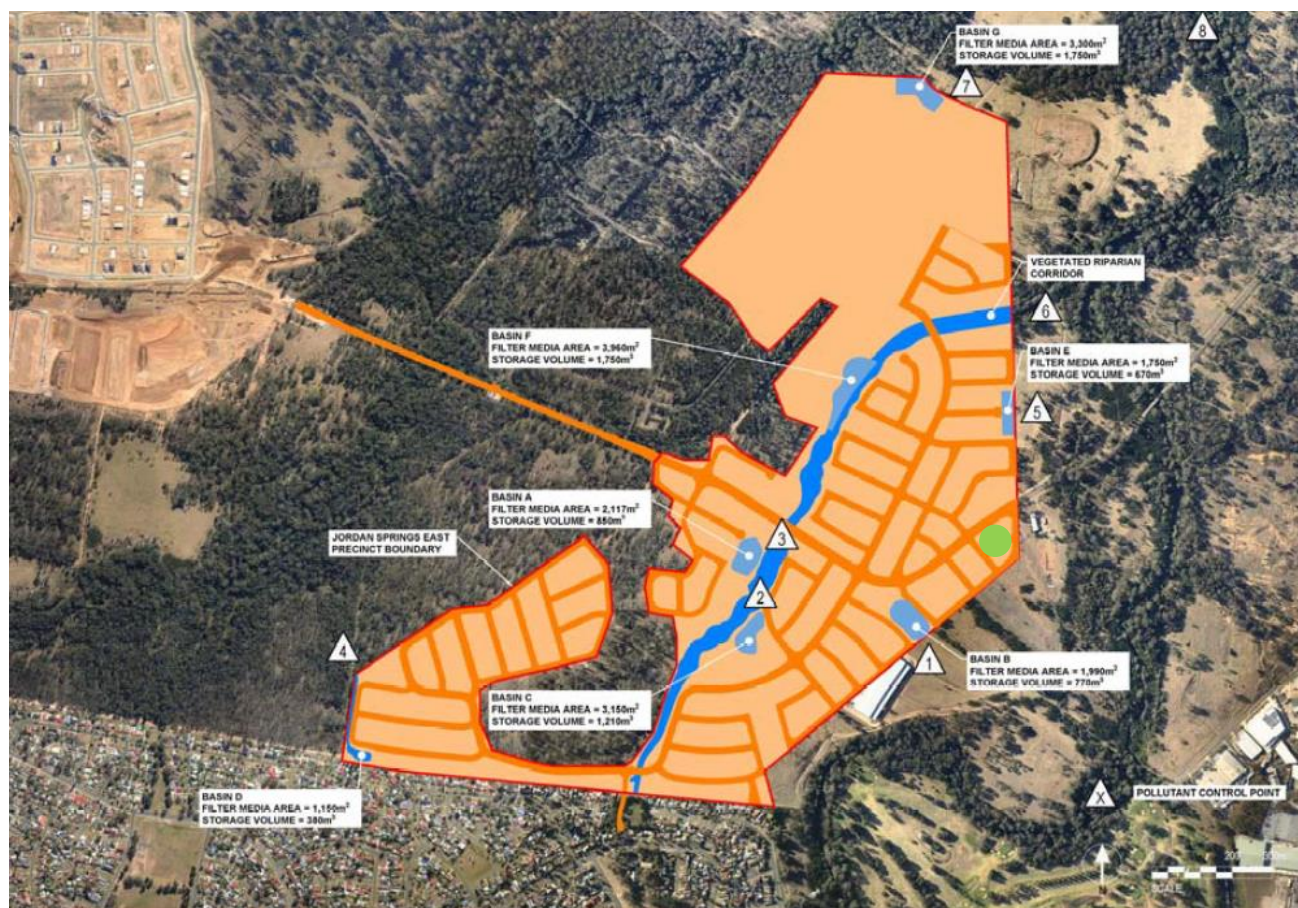 8
BASIN G
FILTER MEDIA AREA = 3,300m²
STORAGE VOLUME = 1,750m³
7
VEGETATED RIPARIAN
CORRIDOR
6
BASIN F
FILTER MEDIA AREA = 3,960m²
STORAGE VOLUME = 1,750m³
BASIN E
FILTER MEDIA AREA = 1,750m²
STORAGE VOLUME = 670m³
5
BASIN A
FILTER MEDIA AREA = 2,117m²
STORAGE VOLUME = 850m³
JORDAN SPRINGS EAST
PRECINCT BOUNDARY
3
2
4
1
BASIN B
FILTER MEDIA AREA = 1,990m²
STORAGE VOLUME = 770m³
BASIN C
FILTER MEDIA AREA = 3,150m²
STORAGE VOLUME = 1,210m³
BASIN D
FILTER MEDIA AREA = 1,150m²
STORAGE VOLUME = 380m³
X
POLLUTANT CONTROL POINT
SCALE